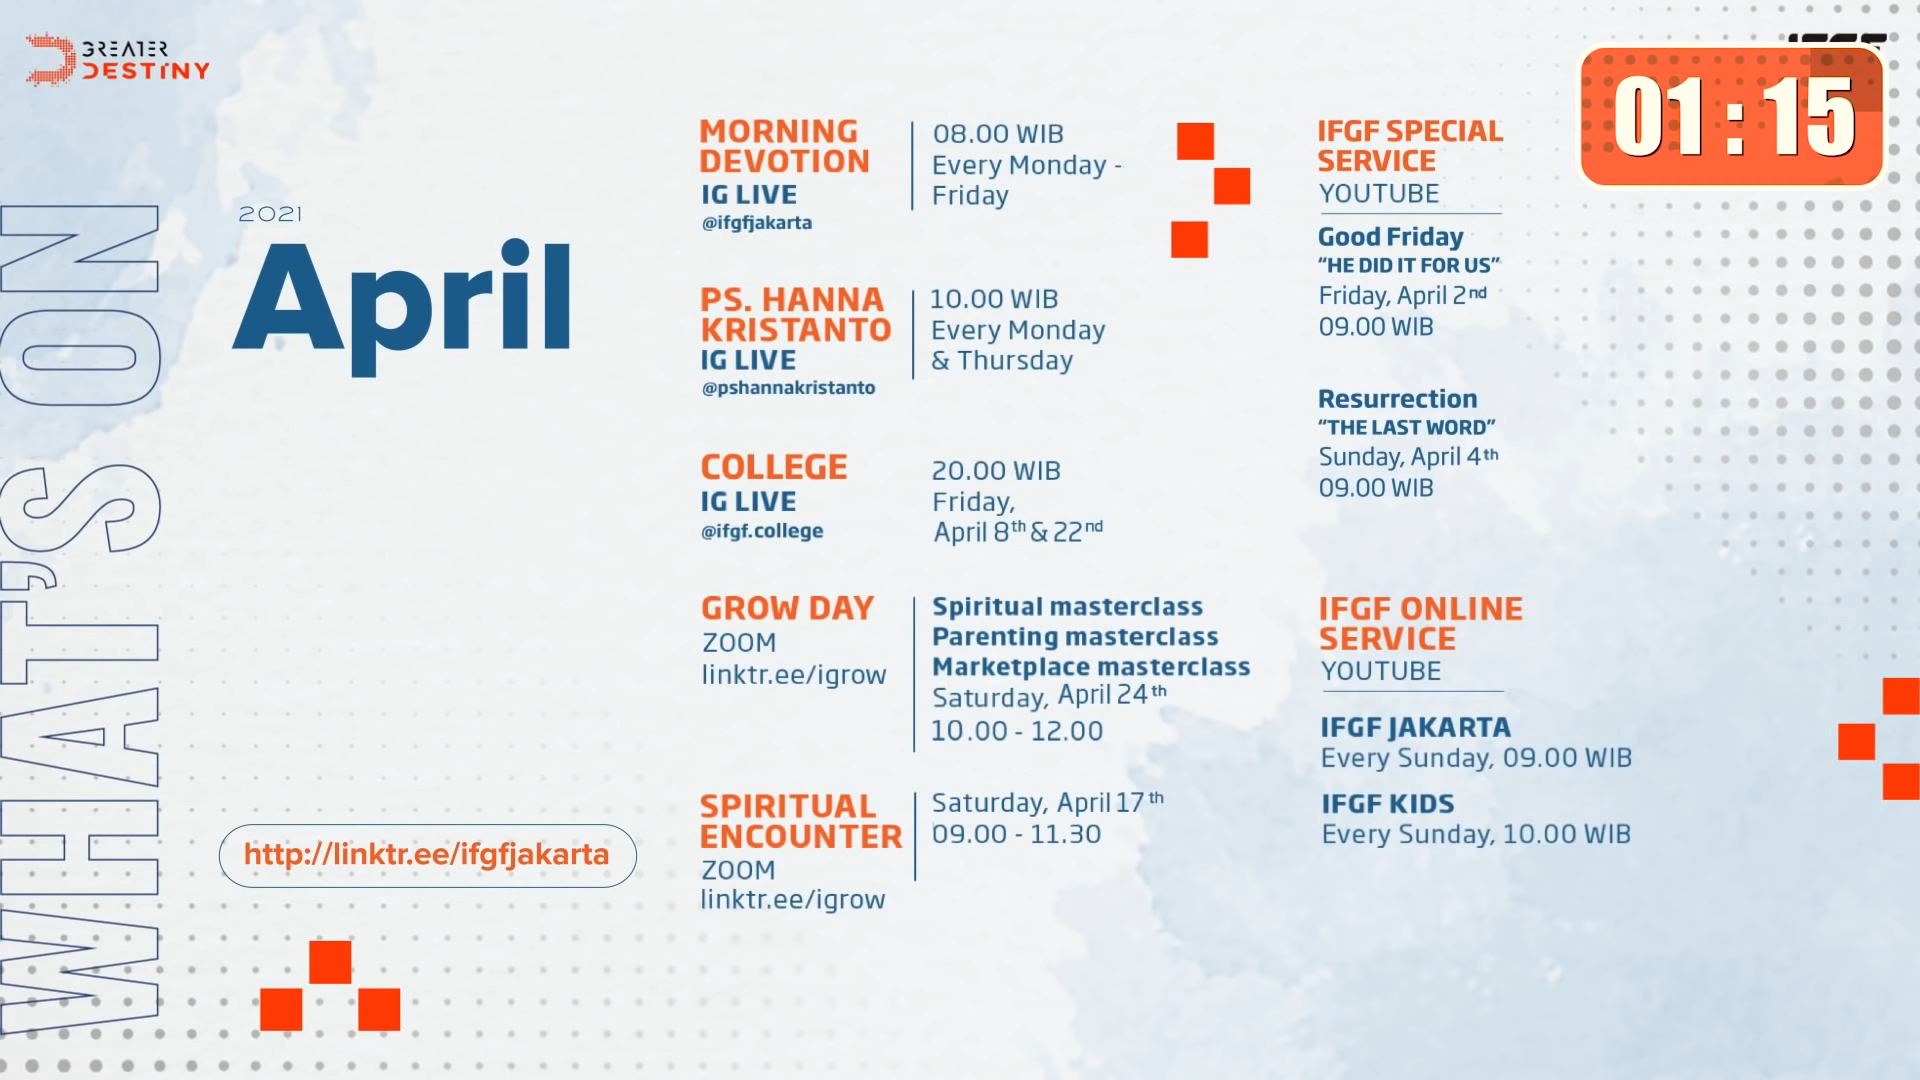 GREATER
DESTINY
IFGF
01:15
WHAT'S ON
2021
April
http://linktr.ee/ifgfjakarta
MORNING
DEVOTION
IG LIVE
@ifgfjakarta
08.00 WIB
Every Monday -
Friday
PS. HANNA
KRISTANTO
IG LIVE
@pshannakristanto
10.00 WIB
Every Monday
& Thursday
COLLEGE
IG LIVE
@ifgf.college
20.00 WIB
Friday,
April 8th & 22nd
GROW DAY
ZOOM
linktr.ee/igrow
Spiritual masterclass
Parenting masterclass
Marketplace masterclass
Saturday, April 24th
10.00 - 12.00
SPIRITUAL
ENCOUNTER
ZOOM
linktr.ee/igrow
Saturday, April 17th
09.00 - 11.30
IFGF SPECIAL
SERVICE
YOUTUBE
Good Friday
"HE DID IT FOR US"
Friday, April 2nd
09.00 WIB
Resurrection
"THE LAST WORD"
Sunday, April 4th
09.00 WIB
IFGF ONLINE
SERVICE
YOUTUBE
IFGF JAKARTA
Every Sunday, 09.00 WIB
IFGF KIDS
Every Sunday, 10.00 WIB